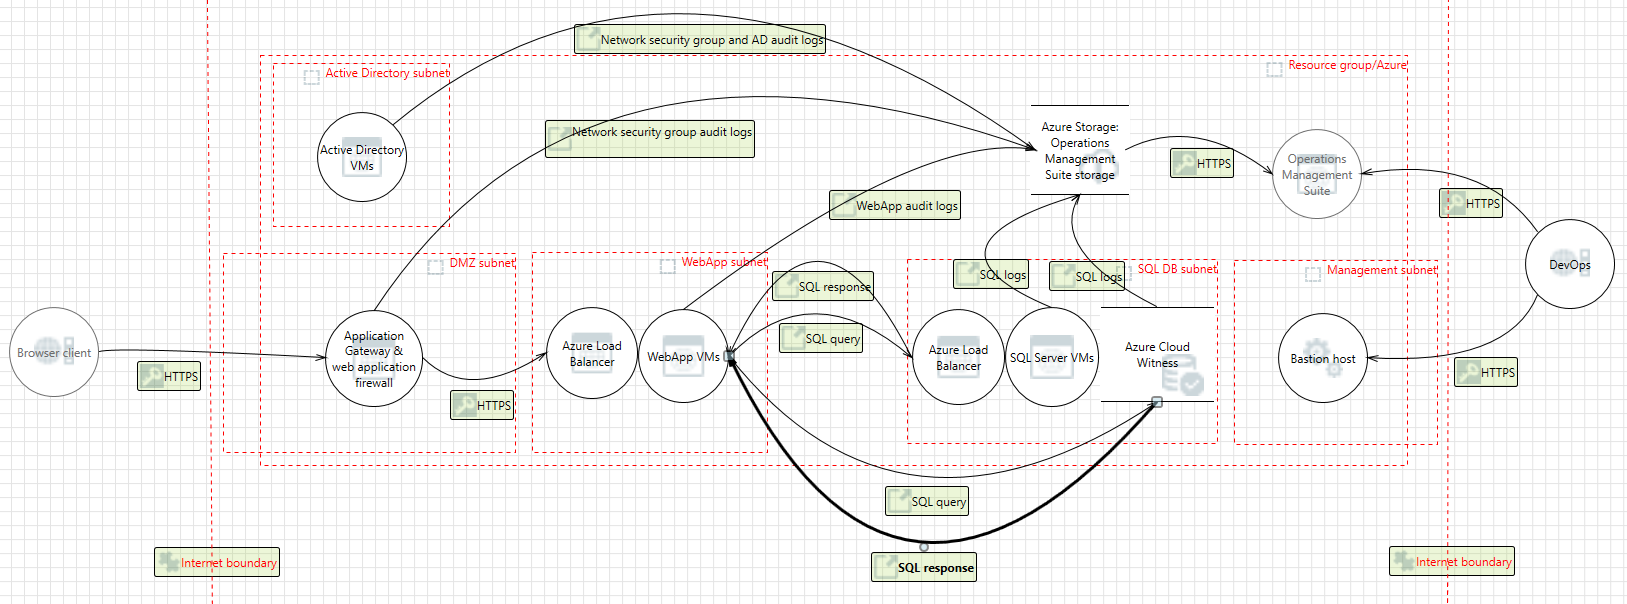 Network security group and AD audit logs
Active Directory subnet
Resource group/Azure
Active Directory
VMs
Network security group audit logs
Azure Storage:
Operations
Management
Suite storage
HTTPS
Operations
Management
Suite
HTTPS
WebApp audit logs
DMZ subnet
WebApp subnet
SQL response
SQL logs
SQL logs
SQL DB subnet
Management subnet
DevOps
Browser client
HTTPS
Application
Gateway &
web application
firewall
HTTPS
Azure Load
Balancer
WebApp VMs
SQL query
Azure Load
Balancer
SQL Server VMs
Azure Cloud
Witness
Bastion host
HTTPS
SQL query
Internet boundary
SQL response
Internet boundary